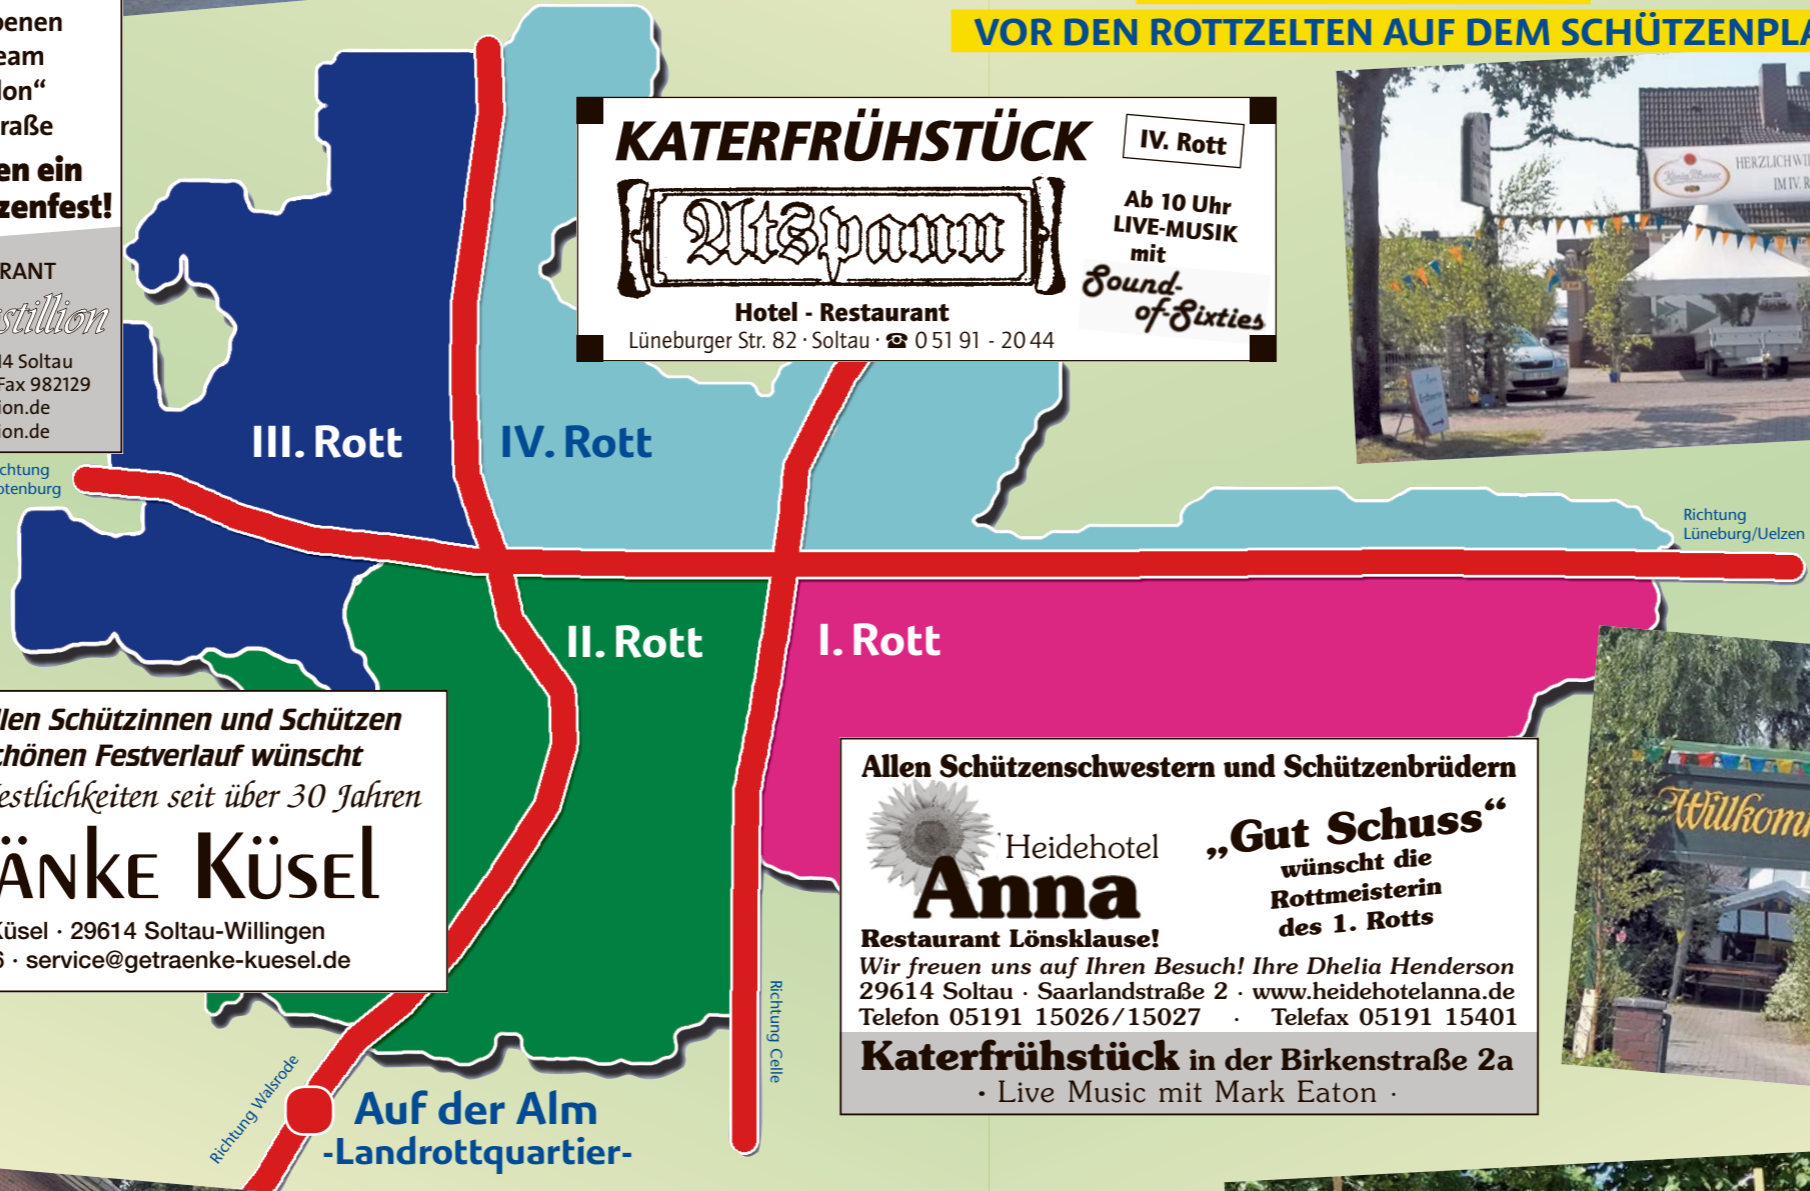 VOR DEN ROTTZELTEN AUF DEM SCHÜTZENPLA
benen
eam
lon“
raße
en ein
zenfest!
RANT
stillion
14 Soltau
Fax 982129
ion.de
ion.de
KATERFRÜHSTÜCK
IV. Rott
AtSpann
Ab 10 Uhr
LIVE-MUSIK
mit
Sound-
of-Sixties
Hotel - Restaurant
Lüneburger Str. 82 · Soltau · ☎ 0 51 91 - 20 44
HERZLICH WI
IM IV. R
III. Rott
IV. Rott
chtung
otenburg
Richtung
Lüneburg/Uelzen
II. Rott
I. Rott
llen Schützinnen und Schützen
chönen Festverlauf wünscht
estlichkeiten seit über 30 Jahren
ÄNKE KÜSEL
Küsel · 29614 Soltau-Willingen
6 · service@getraenke-kuesel.de
Allen Schützenschwestern und Schützenbrüdern
Heidehotel
Anna
„Gut Schuss“
wünscht die
Rottmeisterin
des 1. Rotts
Restaurant Lönsklause!
Wir freuen uns auf Ihren Besuch! Ihre Dhelia Henderson
29614 Soltau · Saarlandstraße 2 · www.heidehotelanna.de
Telefon 05191 15026/15027 · Telefax 05191 15401
Katerfrühstück in der Birkenstraße 2a
· Live Music mit Mark Eaton ·
Willkomm
Richtung Celle
Richtung Walsrode
Auf der Alm
-Landrottquartier-